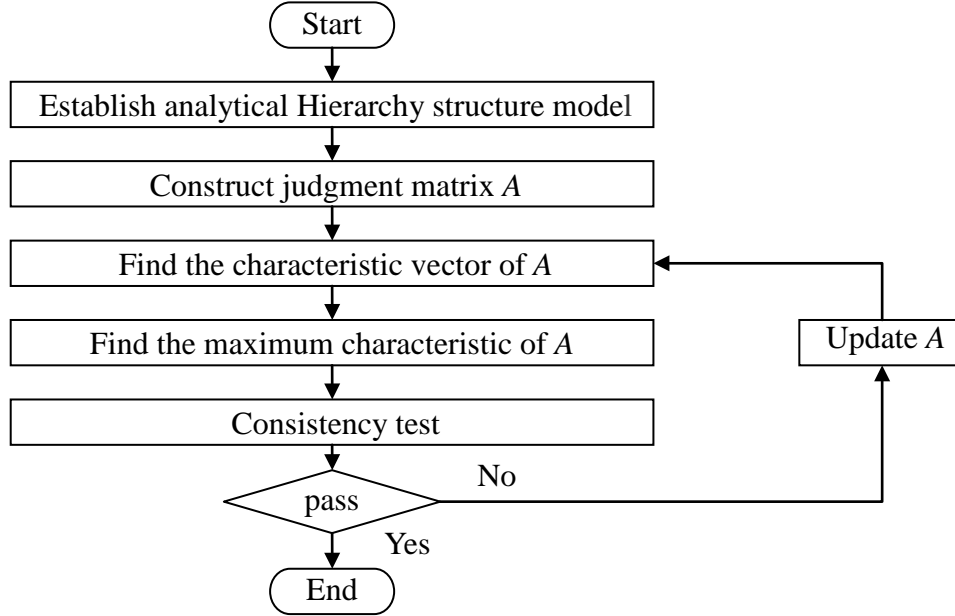 Start
Establish analytical Hierarchy structure model
Construct judgment matrix A
Find the characteristic vector of A
Find the maximum characteristic of A
Update A
Consistency test
pass
No
Yes
End